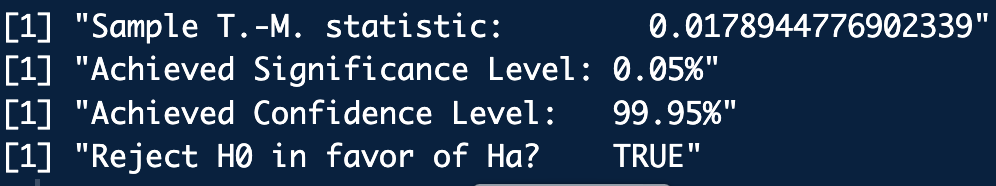 [1] "Sample T.-M. statistic:        0.0178944776902339"
[1] "Achieved Significance Level: 0.05%"
[1] "Achieved Confidence Level:   99.95%"
[1] "Reject H0 in favor of Ha?    TRUE"